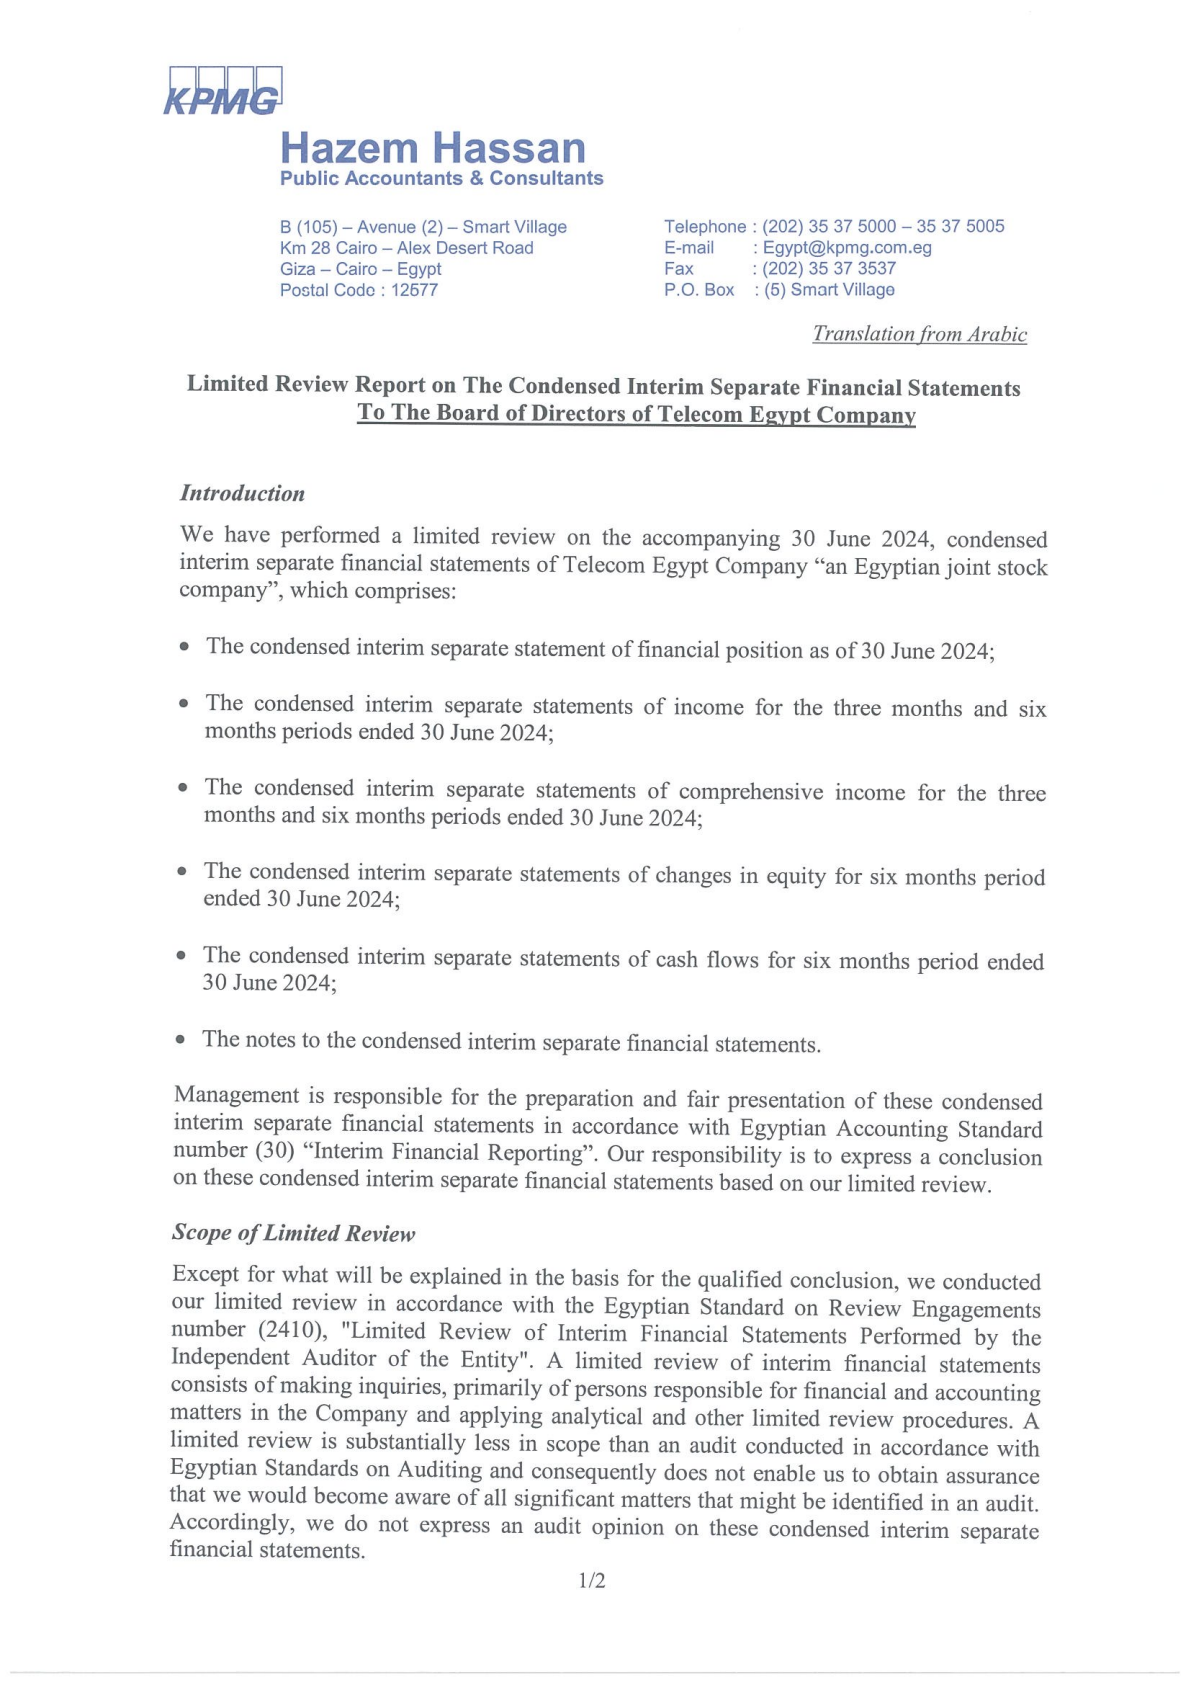 KPMG
Hazem Hassan
Public Accountants & Consultants
B (105) – Avenue (2) – Smart Village
Km 28 Cairo – Alex Desert Road
Giza – Cairo – Egypt
Postal Code : 12577
Telephone : (202) 35 37 5000 – 35 37 5005
E-mail : Egypt@kpmg.com.eg
Fax : (202) 35 37 3537
P.O. Box : (5) Smart Village
Translation from Arabic
Limited Review Report on The Condensed Interim Separate Financial Statements
To The Board of Directors of Telecom Egypt Company
Introduction
We have performed a limited review on the accompanying 30 June 2024, condensed
interim separate financial statements of Telecom Egypt Company “an Egyptian joint stock
company”, which comprises:
• The condensed interim separate statement of financial position as of 30 June 2024;
• The condensed interim separate statements of income for the three months and six
months periods ended 30 June 2024;
• The condensed interim separate statements of comprehensive income for the three
months and six months periods ended 30 June 2024;
• The condensed interim separate statements of changes in equity for six months period
ended 30 June 2024;
• The condensed interim separate statements of cash flows for six months period ended
30 June 2024;
• The notes to the condensed interim separate financial statements.
Management is responsible for the preparation and fair presentation of these condensed
interim separate financial statements in accordance with Egyptian Accounting Standard
number (30) “Interim Financial Reporting”. Our responsibility is to express a conclusion
on these condensed interim separate financial statements based on our limited review.
Scope of Limited Review
Except for what will be explained in the basis for the qualified conclusion, we conducted
our limited review in accordance with the Egyptian Standard on Review Engagements
number (2410), "Limited Review of Interim Financial Statements Performed by the
Independent Auditor of the Entity". A limited review of interim financial statements
consists of making inquiries, primarily of persons responsible for financial and accounting
matters in the Company and applying analytical and other limited review procedures. A
limited review is substantially less in scope than an audit conducted in accordance with
Egyptian Standards on Auditing and consequently does not enable us to obtain assurance
that we would become aware of all significant matters that might be identified in an audit.
Accordingly, we do not express an audit opinion on these condensed interim separate
financial statements.
1/2